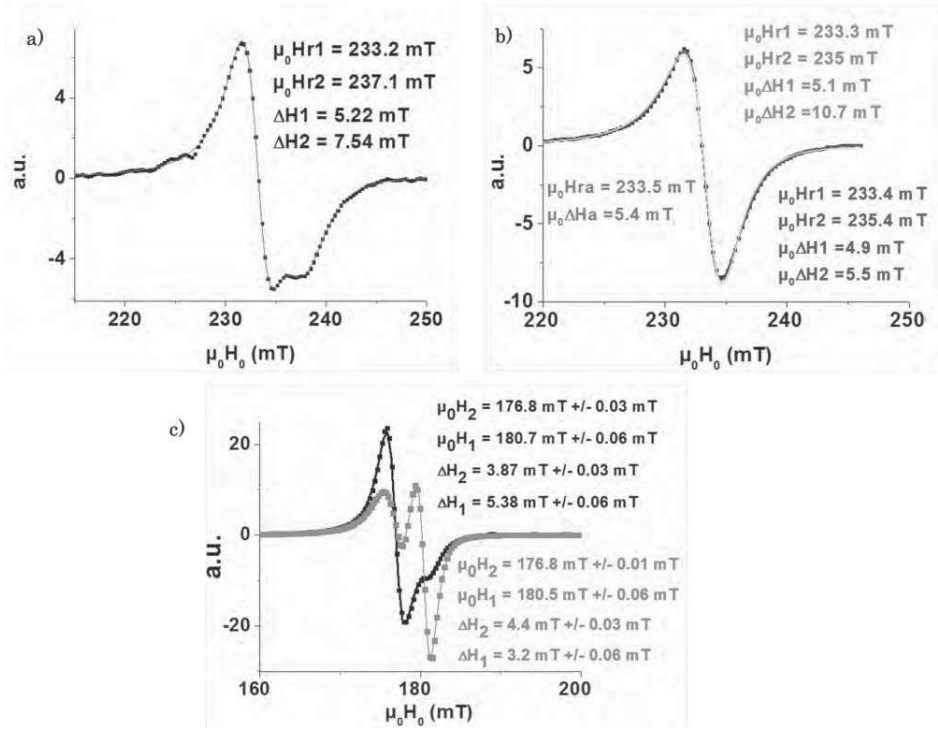 a)
μ₀Hr1 = 233.2 mT
μ₀Hr2 = 237.1 mT
ΔH1 = 5.22 mT
ΔH2 = 7.54 mT
a.u.
4
0
-4
220
230
240
250
μ₀H₀ (mT)
b)
μ₀Hr1 = 233.3 mT
μ₀Hr2 = 235 mT
μ₀ΔH1 =5.1 mT
μ₀ΔH2 =10.7 mT
a.u.
5
0
-5
-10
μ₀Hra = 233.5 mT
μ₀ΔHa = 5.4 mT
μ₀Hr1 = 233.4 mT
μ₀Hr2 = 235.4 mT
μ₀ΔH1 =4.9 mT
μ₀ΔH2 = 5.5 mT
220
230
240
250
μ₀H₀ (mT)
c)
μ₀H₂ = 176.8 mT +/- 0.03 mT
μ₀H₁ = 180.7 mT +/- 0.06 mT
ΔH₂ = 3.87 mT +/- 0.03 mT
ΔH₁ = 5.38 mT +/- 0.06 mT
a.u.
20
0
-20
μ₀H₂ = 176.8 mT +/- 0.01 mT
μ₀H₁ = 180.5 mT +/- 0.06 mT
ΔH₂ = 4.4 mT +/- 0.03 mT
ΔH₁ = 3.2 mT +/- 0.06 mT
160
180
200
μ₀H₀ (mT)